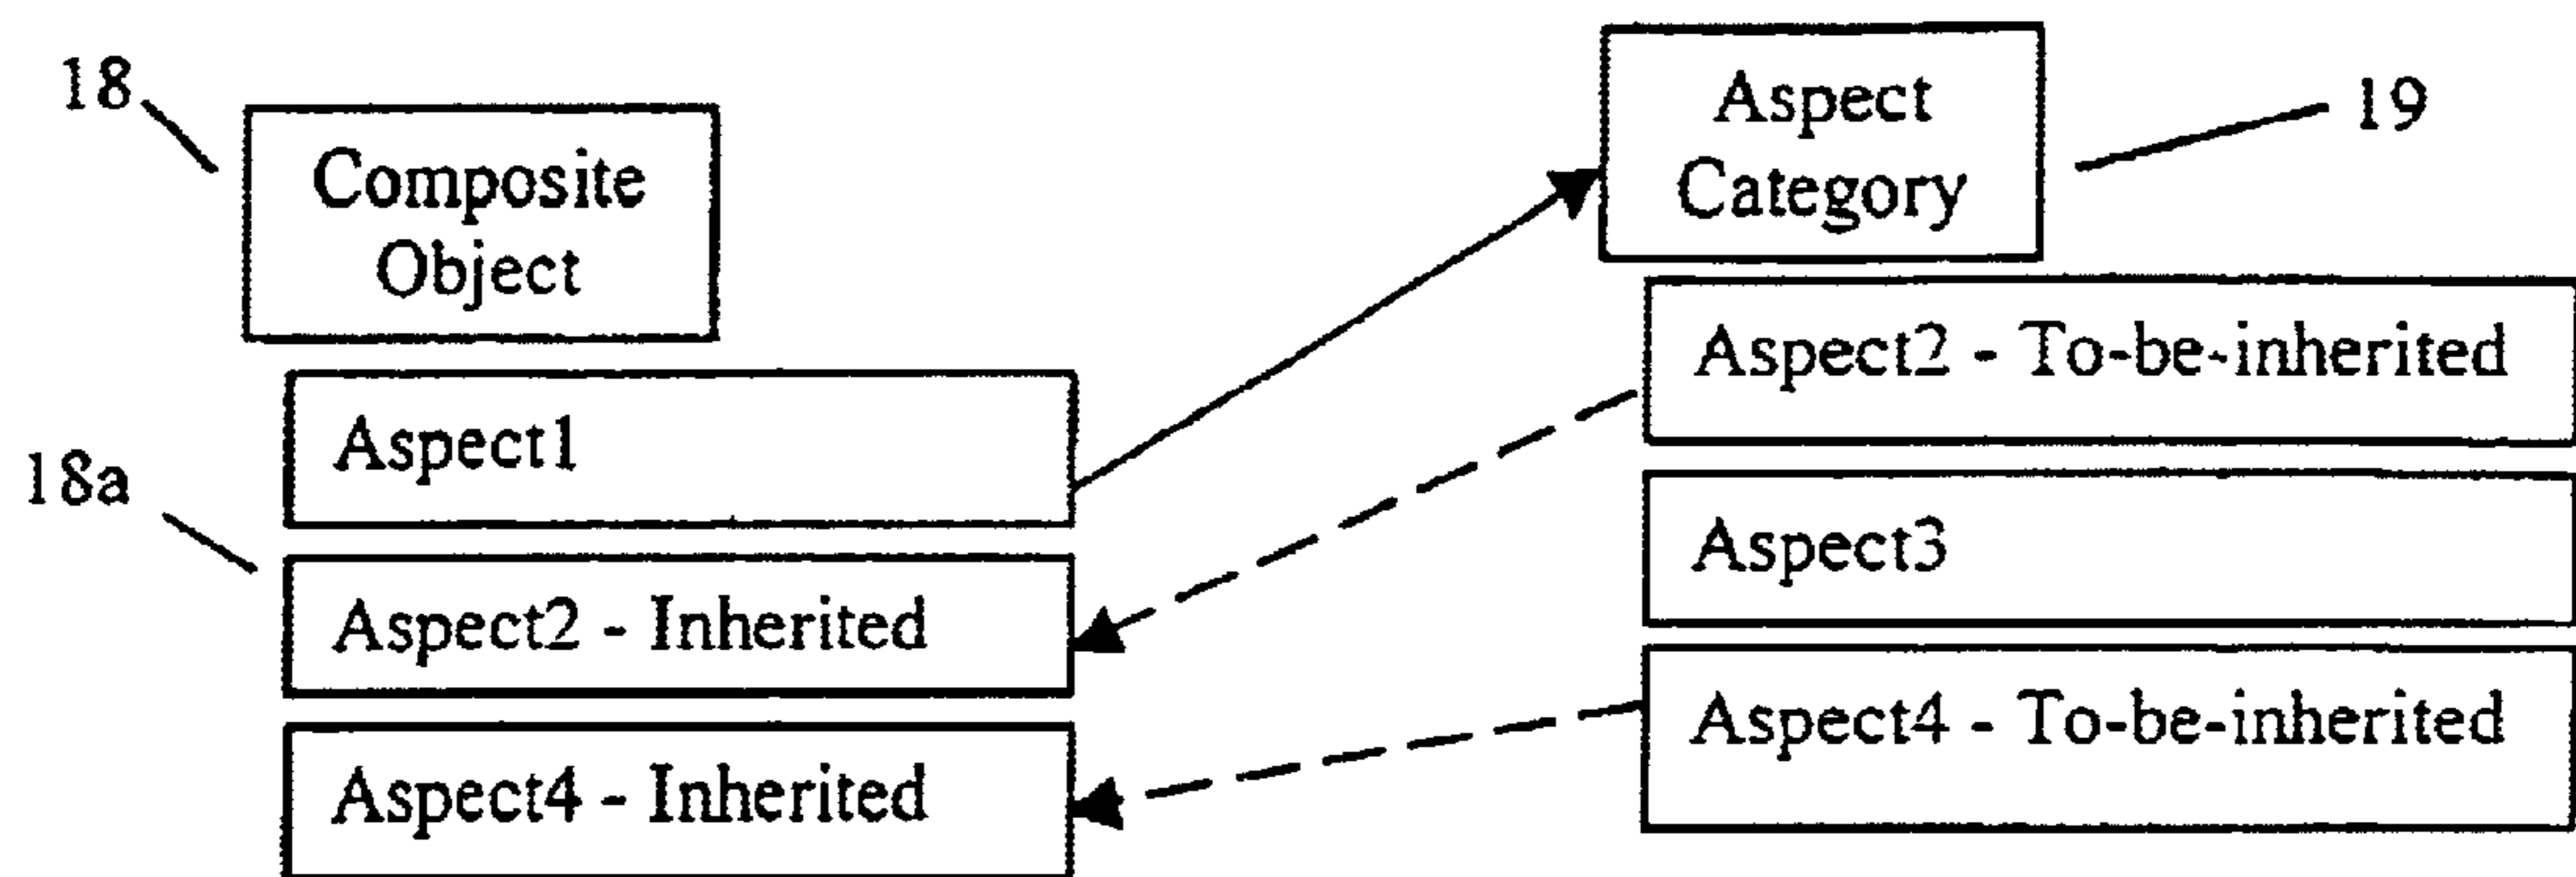 18
Composite
Object
18a
Aspect1
Aspect2 - Inherited
Aspect4 - Inherited
Aspect
Category
19
Aspect2 - To-be-inherited
Aspect3
Aspect4 - To-be-inherited